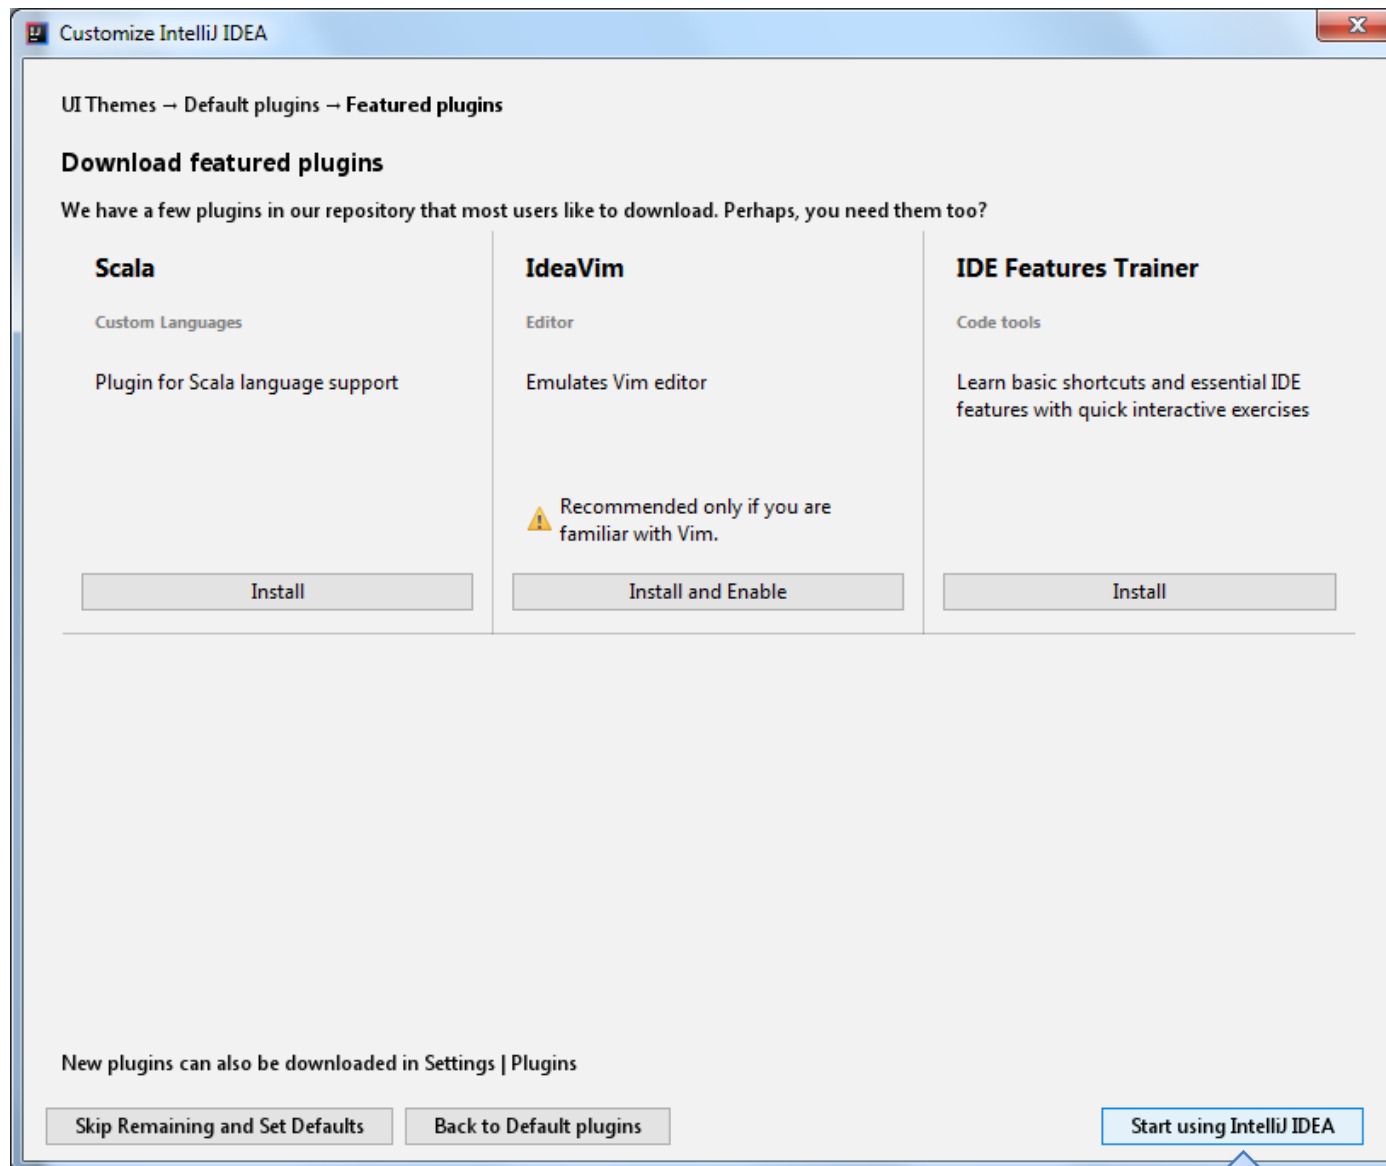 Customize IntelliJ IDEA
UI Themes → Default plugins → Featured plugins
Download featured plugins
We have a few plugins in our repository that most users like to download. Perhaps, you need them too?
Scala
Custom Languages
Plugin for Scala language support
Install
IdeaVim
Editor
Emulates Vim editor
Recommended only if you are
familiar with Vim.
Install and Enable
IDE Features Trainer
Code tools
Learn basic shortcuts and essential IDE
features with quick interactive exercises
Install
New plugins can also be downloaded in Settings | Plugins
Skip Remaining and Set Defaults
Back to Default plugins
Start using IntelliJ IDEA